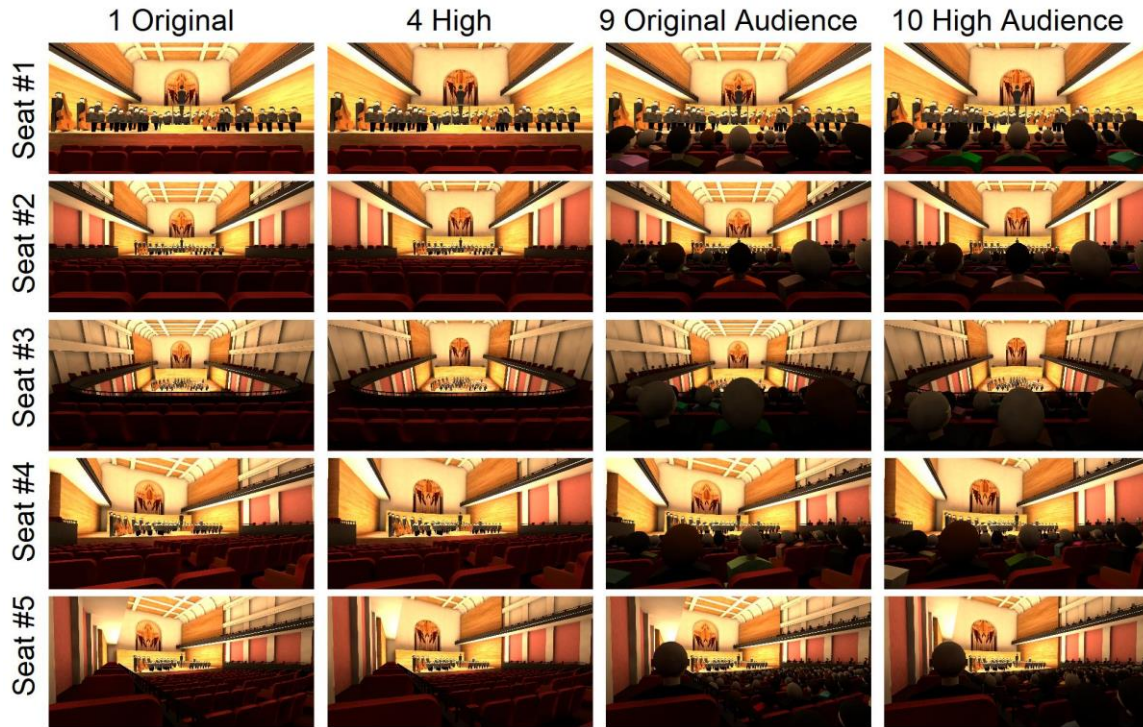 1 Original
4 High
9 Original Audience
10 High Audience
Seat #1
Seat #2
Seat #3
Seat #4
Seat #5